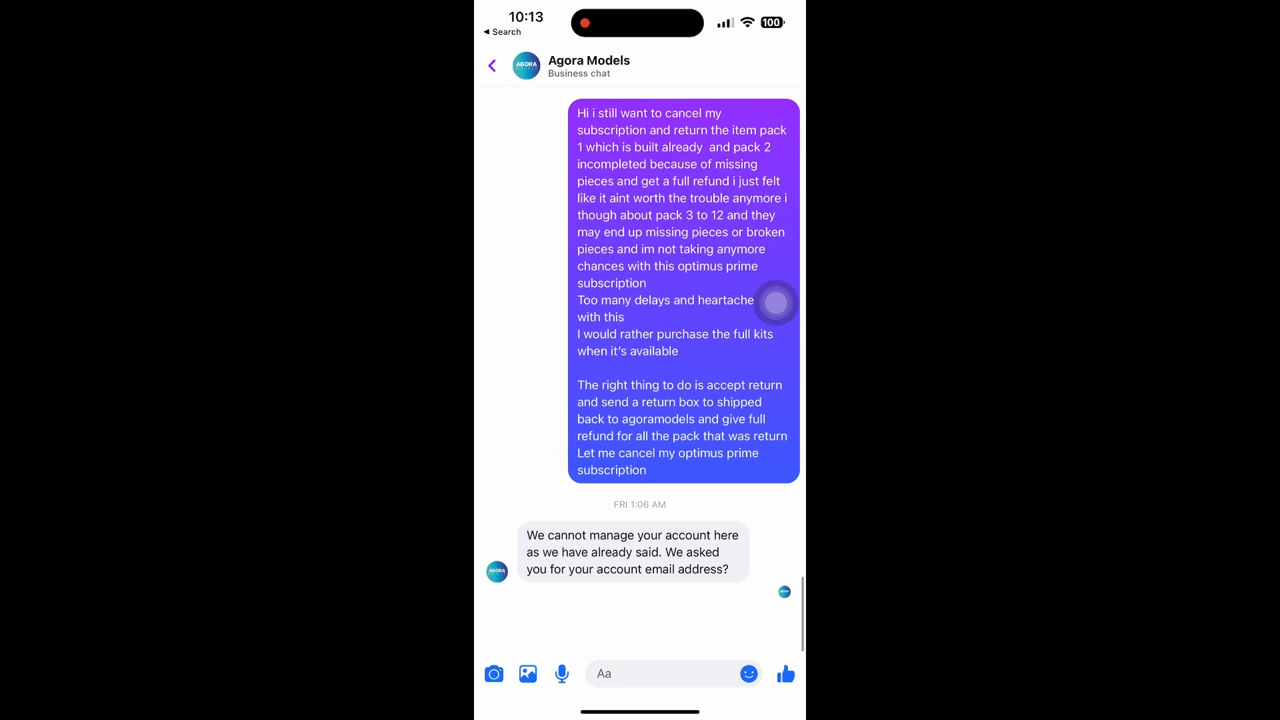 10:13
100
◀ Search
AGORA
Agora Models
Business chat
Hi i still want to cancel my
subscription and return the item pack
1 which is built already  and pack 2
incompleted because of missing
pieces and get a full refund i just felt
like it aint worth the trouble anymore i
though about pack 3 to 12 and they
may end up missing pieces or broken
pieces and im not taking anymore
chances with this optimus prime
subscription
Too many delays and heartache
with this
I would rather purchase the full kits
when it's available
The right thing to do is accept return
and send a return box to shipped
back to agoramodels and give full
refund for all the pack that was return
Let me cancel my optimus prime
subscription
FRI 1:06 AM
We cannot manage your account here
as we have already said. We asked
you for your account email address?
AGORA
Aa